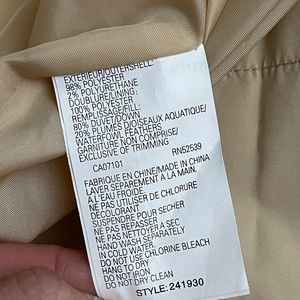 EXTERIEUR/OUTERSHELL:
98% POLYESTER
2% POLYURETHANE
DOUBLURE/LINING:
100% POLYESTER
REMPLISSAGE/FILL:
80% DUVET/DOWN
20% PLUMES D'OISEAUX AQUATIQUE/
WATERFOWL FEATHERS
GARNITURE NON COMPRISE/
EXCLUSIVE OF TRIMMING
CA07101 RN52539
FABRIQUE EN CHINE/MADE IN CHINA
LAVER SEPAREMENT A LA MAIN.
A L'EAU FROIDE
NE PAS UTILISER DE CHLORURE
DECOLORANT
SUSPENDRE POUR SECHER
NE PAS REPASSER
NE PAS NETTOYER A SEC
HAND WASH SEPARATELY
IN COLD WATER
DO NOT USE CHLORINE BLEACH
HANG TO DRY
DO NOT IRON
DO NOT DRY CLEAN
STYLE: 241930